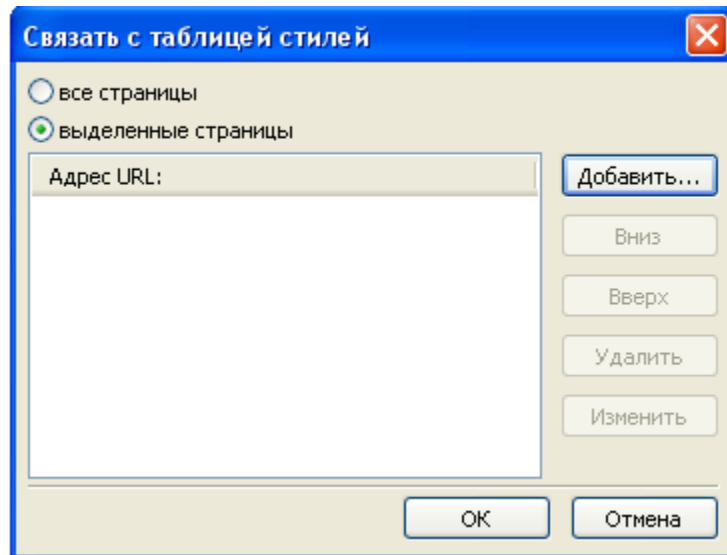 Связать с таблицей стилей
все страницы
выделенные страницы
Адрес URL:
Добавить...
Вниз
Вверх
Удалить
Изменить
ОК
Отмена